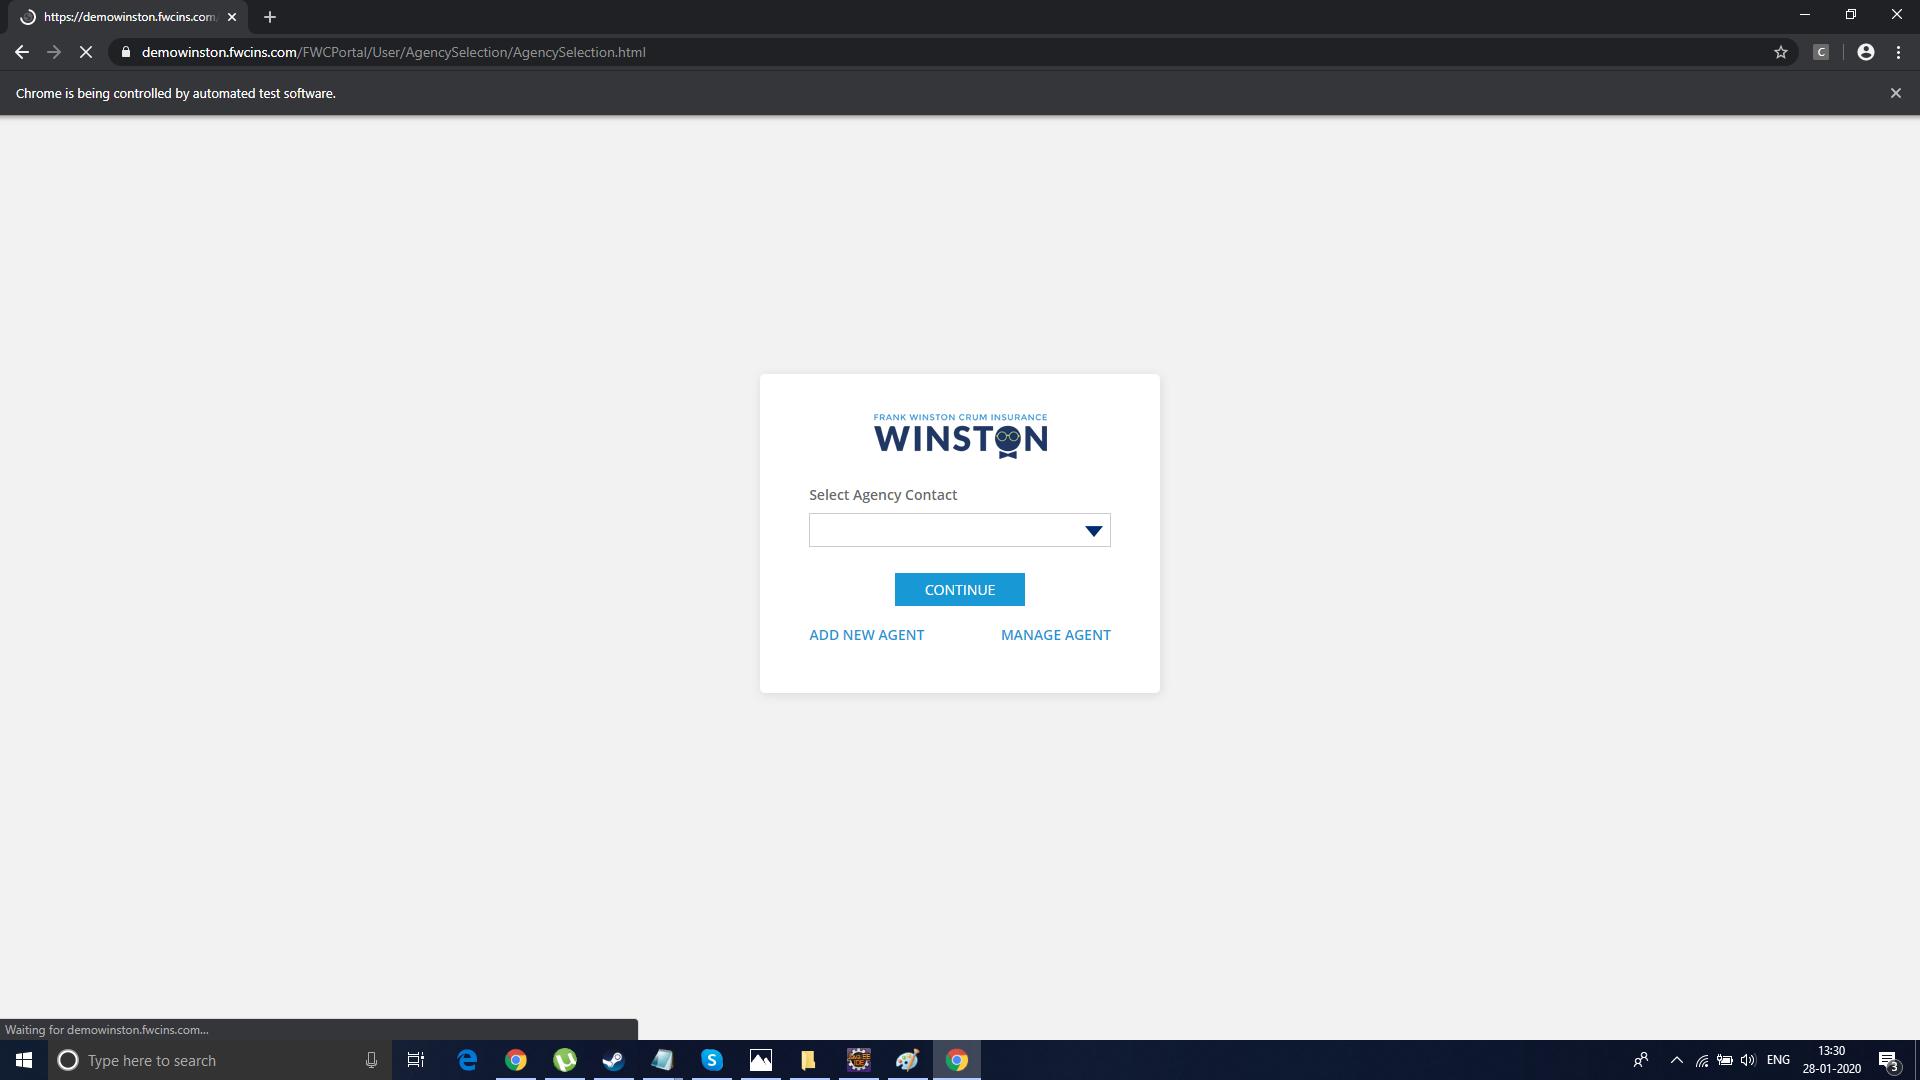 https://demowinston.fwcins.com/
demowinston.fwcins.com/FWCPortal/User/AgencySelection/AgencySelection.html
C
Chrome is being controlled by automated test software.
FRANK WINSTON CRUM INSURANCE
WINSTON
Select Agency Contact
CONTINUE
ADD NEW AGENT MANAGE AGENT
Waiting for demowinston.fwcins.com...
Type here to search
ENG
13:30
28-01-2020
3